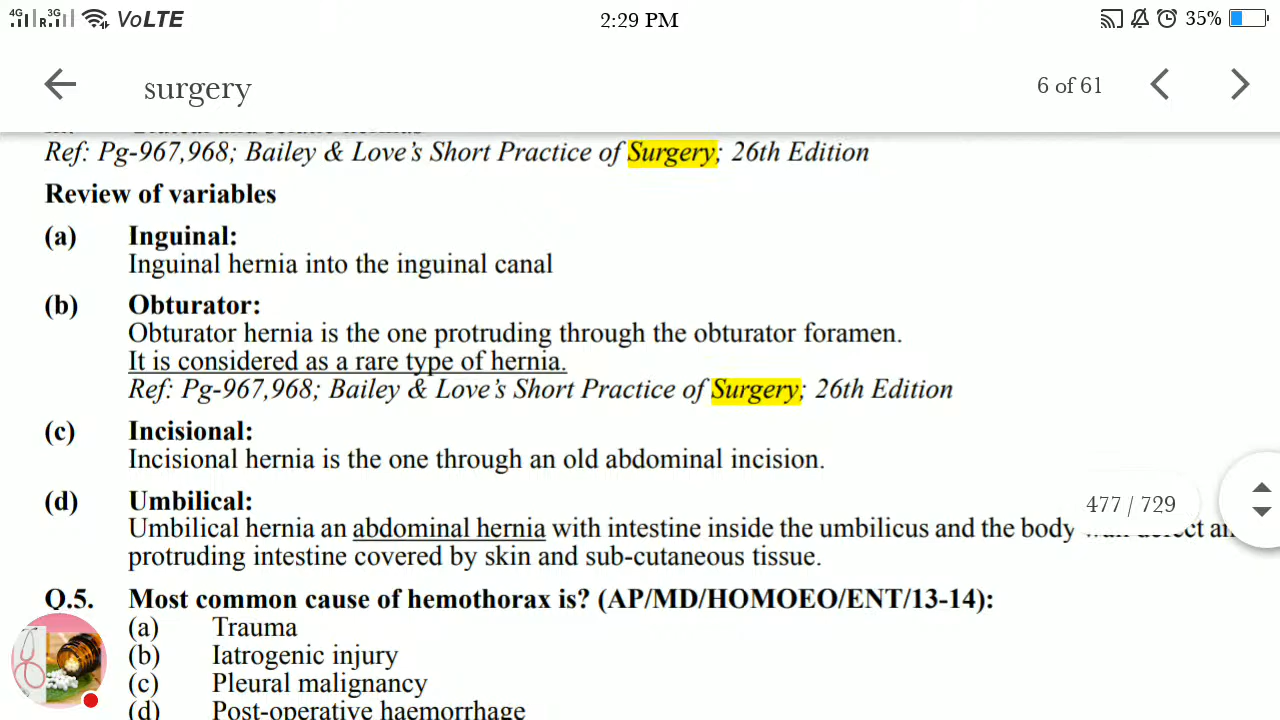 4G R 3G VoLTE 2:29 PM 35%
surgery 6 of 61
Ref: Pg-967,968; Bailey & Love's Short Practice of Surgery; 26th Edition
Review of variables
(a) Inguinal:
Inguinal hernia into the inguinal canal
(b) Obturator:
Obturator hernia is the one protruding through the obturator foramen.
It is considered as a rare type of hernia.
Ref: Pg-967,968; Bailey & Love's Short Practice of Surgery; 26th Edition
(c) Incisional:
Incisional hernia is the one through an old abdominal incision.
(d) Umbilical:
477 / 729
Umbilical hernia an abdominal hernia with intestine inside the umbilicus and the body
protruding intestine covered by skin and sub-cutaneous tissue.
Q.5. Most common cause of hemothorax is? (AP/MD/HOMOEO/ENT/13-14):
(a) Trauma
(b) Iatrogenic injury
(c) Pleural malignancy
(d) Post-operative haemorrhage